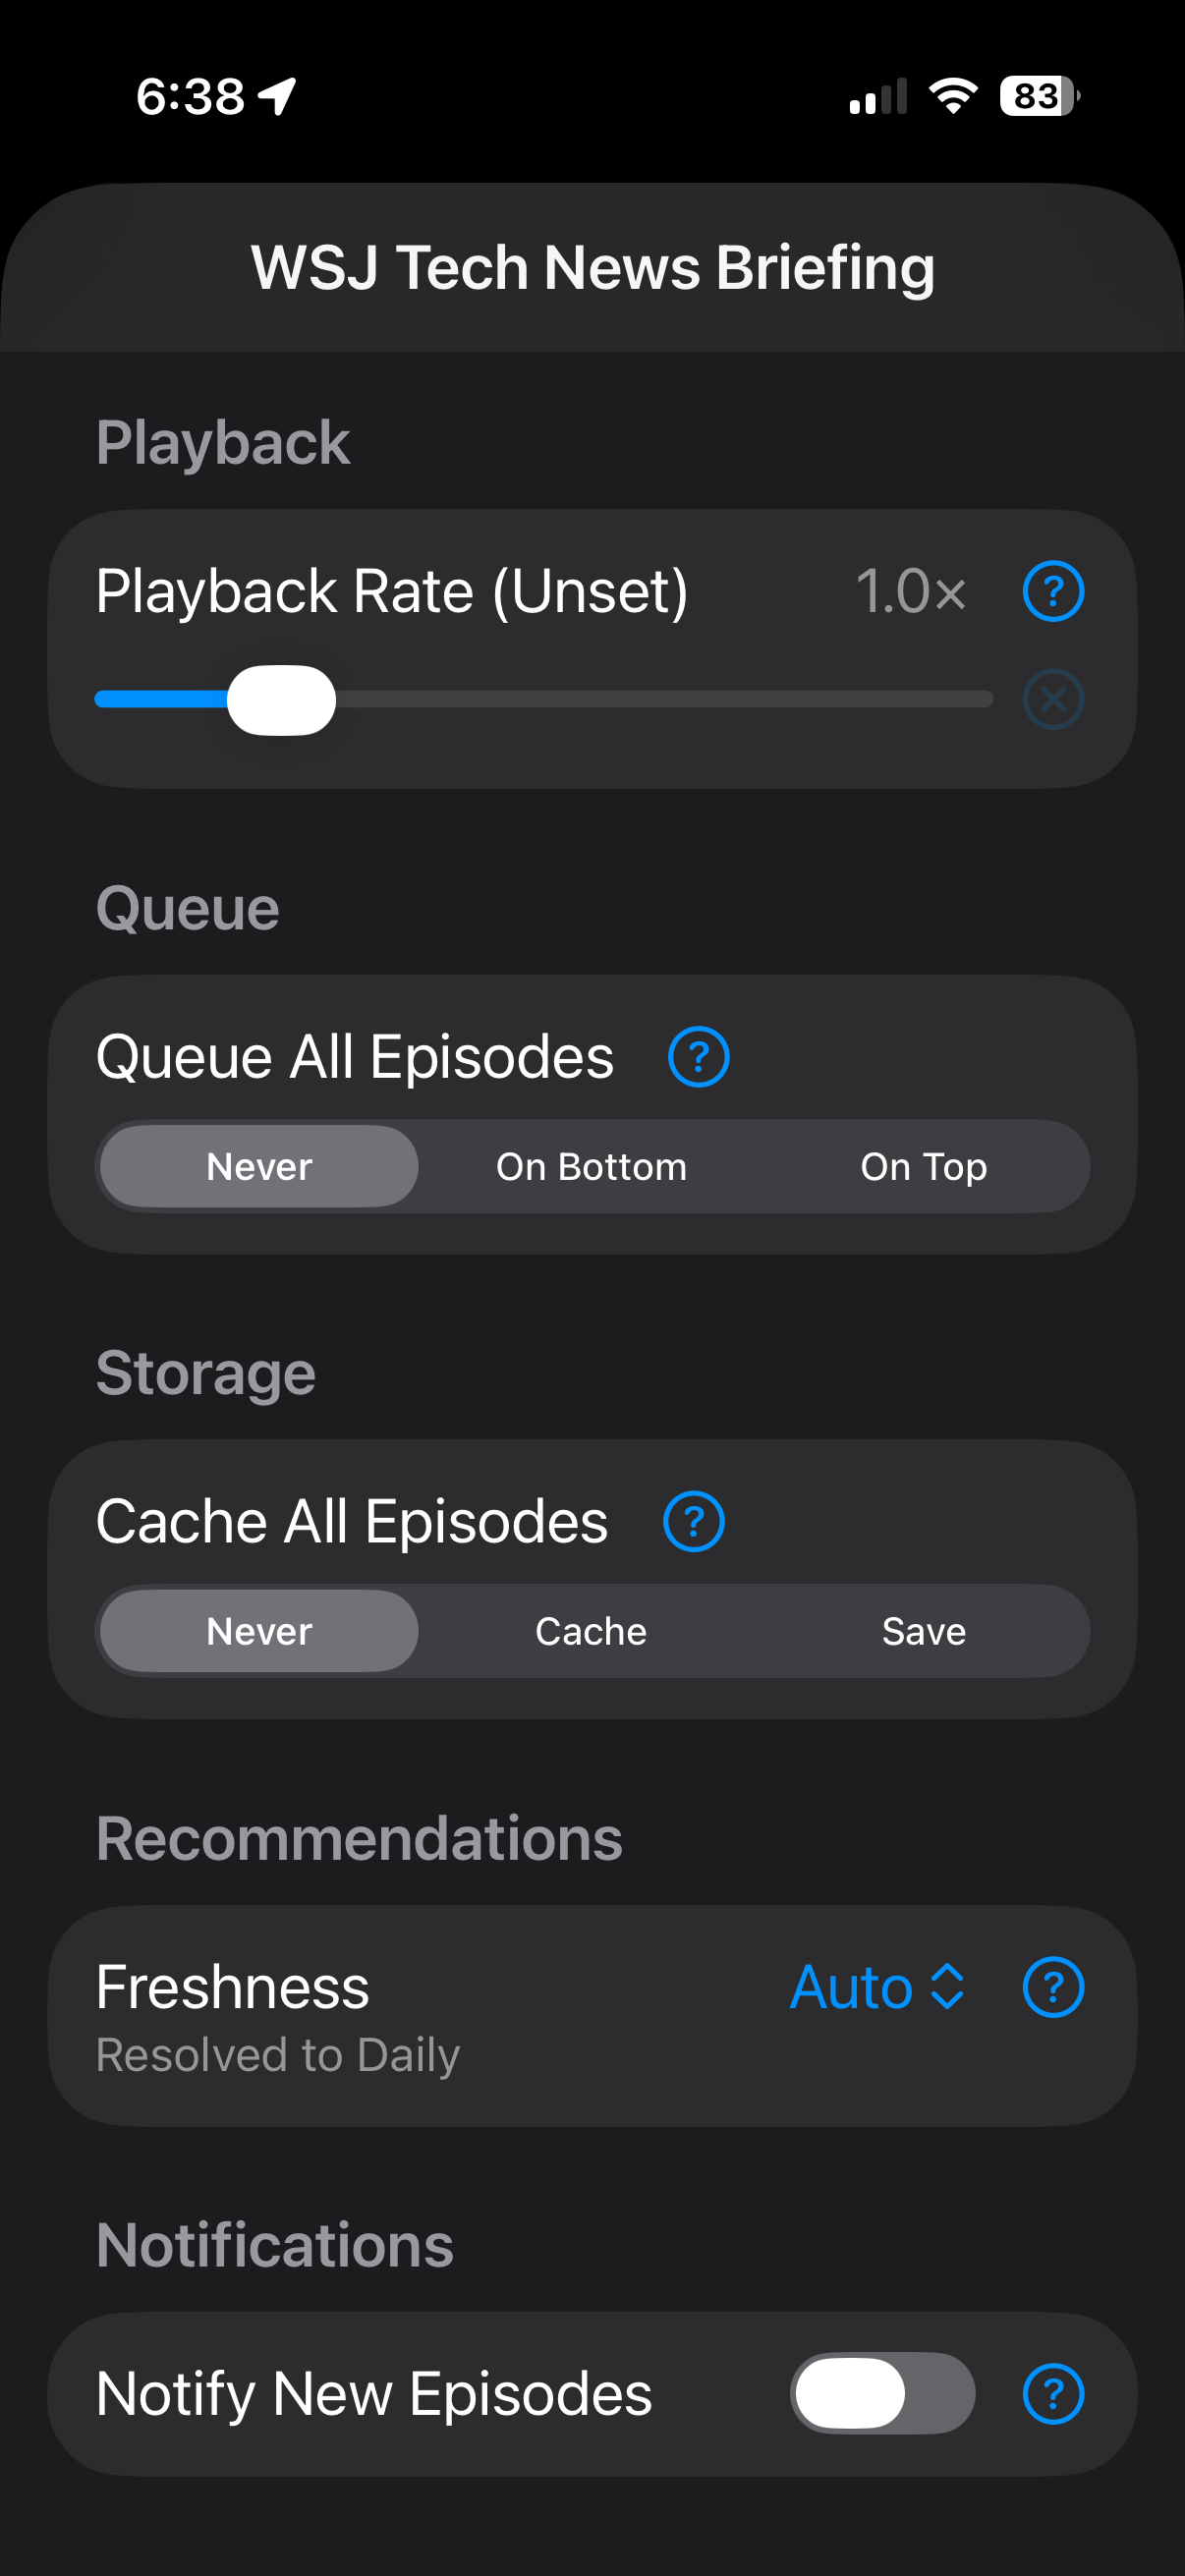 6:38
83
WSJ Tech News Briefing
Playback
Playback Rate (Unset) 1.0× ?
Queue
Queue All Episodes ?
Never On Bottom On Top
Storage
Cache All Episodes ?
Never Cache Save
Recommendations
Freshness Auto ?
Resolved to Daily
Notifications
Notify New Episodes ?